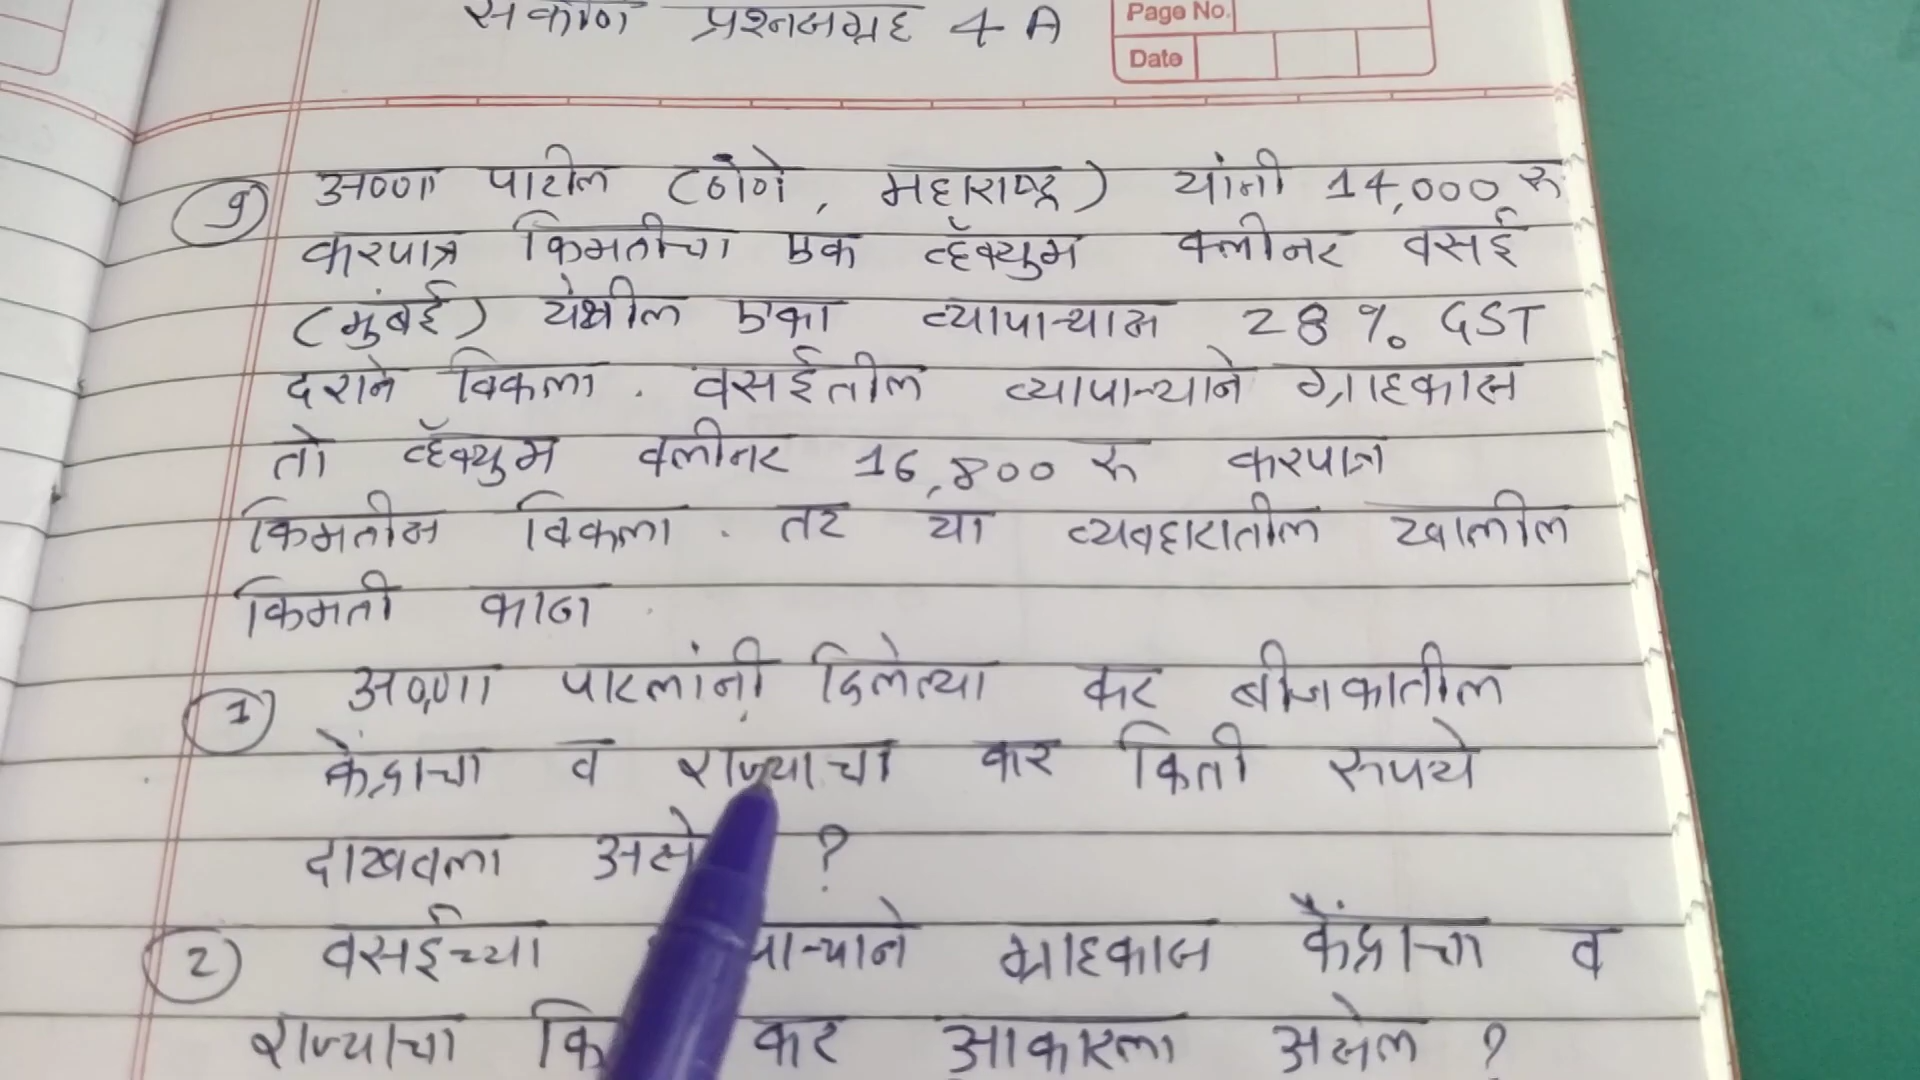 संकीर्ण प्रश्नसंग्रह 4 A
Page No.
Date
९ अण्णा पाटील (ठाणे, महाराष्ट्र) यांनी 14,000 रू
करपात्र किमतीचा एक व्हॅक्युम क्लीनर वसई
(मुंबई) येथील एका व्यापाऱ्यास 28 % GST
दराने विकला. वसईतील व्यापाऱ्याने ग्राहकास
तो व्हॅक्युम क्लीनर 16,800 रू करपात्र
किमतीस विकला. तर या व्यवहारातील खालील
किमती काढा
1 अण्णा पाटलांनी दिलेल्या कर बीजकातील
केंद्राचा व राज्याचा कर किती रुपये
दाखवला ?
2 वसईच्या ग्राहकास केंद्राचा व
राज्याचा कर आकारला असेल ?